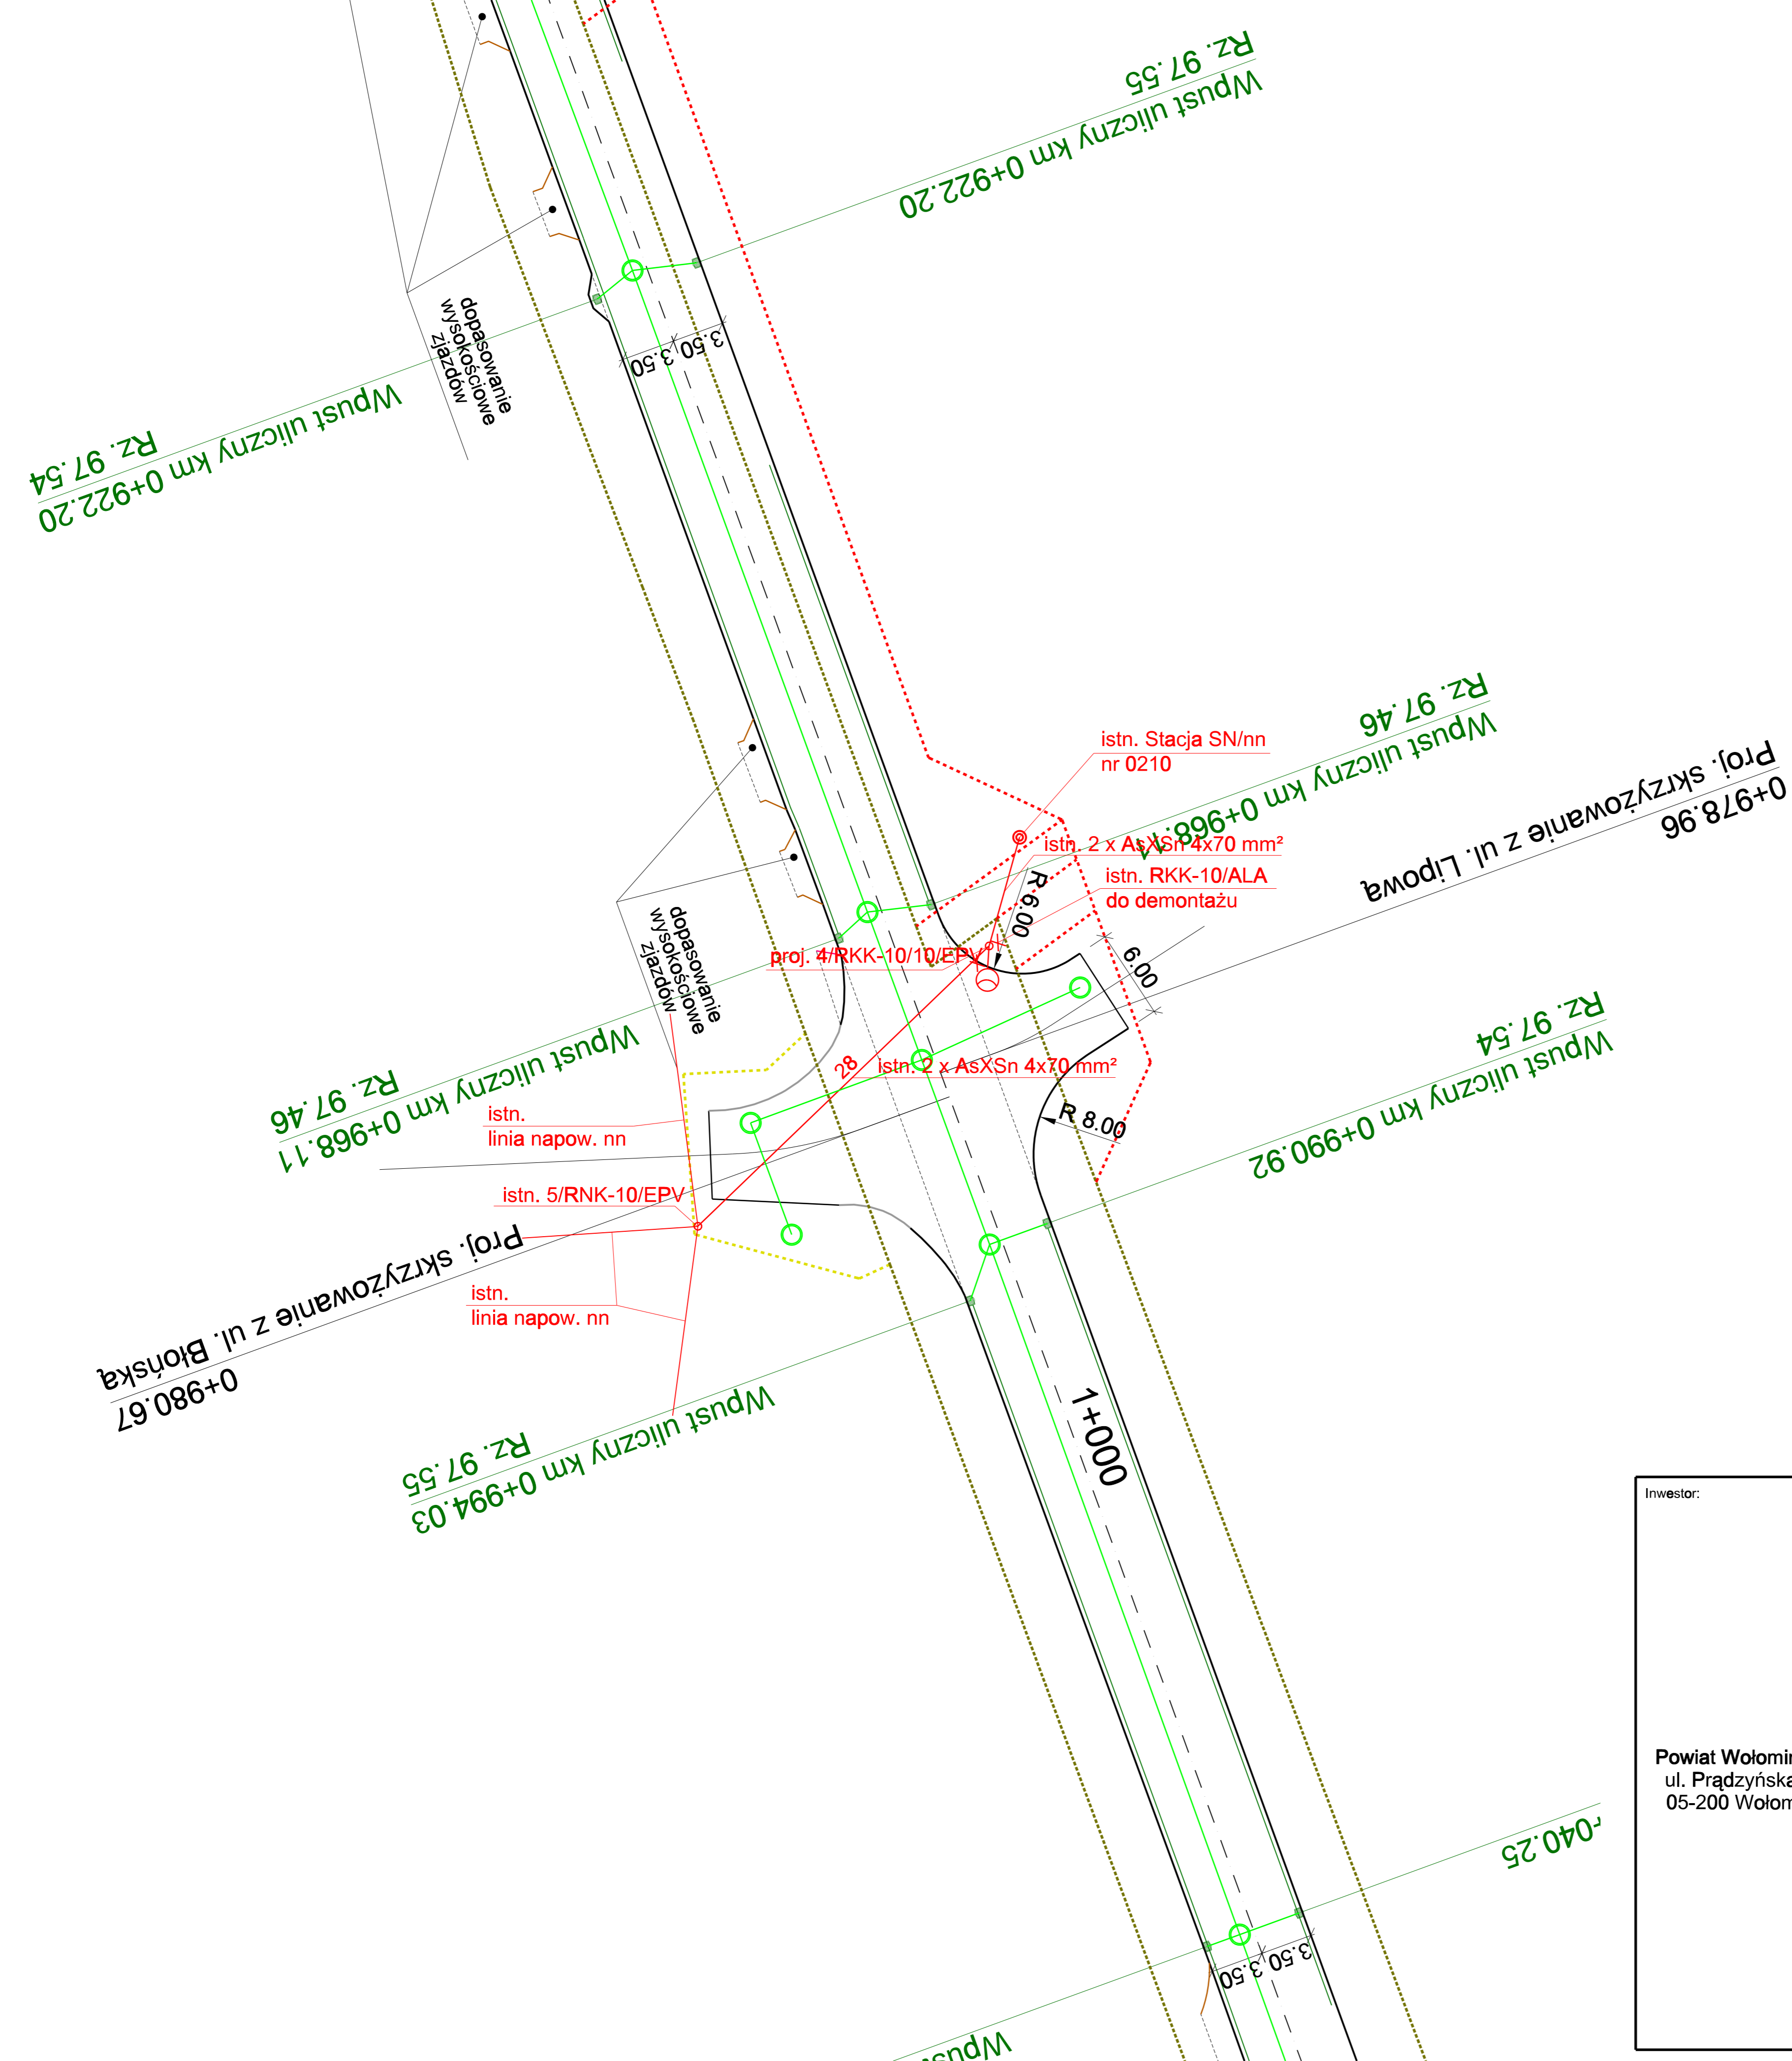 Rz. 97.55
Wpust uliczny km 0+922.20
dopasowanie
wysokościowe
zjazdów
3.50
3.50
Wpust uliczny km 0+922.20
Rz. 97.54
Rz. 97.46
Wpust uliczny km 0+968.11
Proj. skrzyżowanie z ul. Lipową
0+978.96
istn. Stacja SN/nn
nr 0210
istn. 2 x AsXSn 4x70 mm²
istn. RKK-10/ALA
do demontażu
R 6.00
6.00
proj. 4/RKK-10/10/EPV
dopasowanie
wysokościowe
zjazdów
Rz. 97.46
Wpust uliczny km 0+968.11
28
istn. 2 x AsXSn 4x70 mm²
Rz. 97.54
Wpust uliczny km 0+990.92
R 8.00
istn.
linia napow. nn
istn. 5/RNK-10/EPV
Proj. skrzyżowanie z ul. Błońską
0+980.67
istn.
linia napow. nn
Rz. 97.55
Wpust uliczny km 0+994.03
1+000
Inwestor:
Powiat Wołomin
ul. Prądzyńska
05-200 Wołom
040.25
3.50
3.50
Wpus